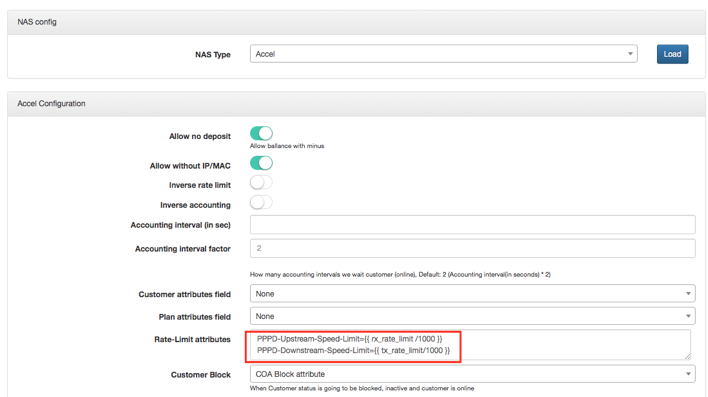 NAS config
NAS Type
Accel
Load
Accel Configuration
Allow no deposit
Allow ballance with minus
Allow without IP/MAC
Inverse rate limit
Inverse accounting
Accounting interval (in sec)
Accounting interval factor
2
How many accounting intervals we wait customer (online), Default: 2 (Accounting interval(in seconds) * 2)
Customer attributes field
None
Plan attributes field
None
Rate-Limit attributes
PPPD-Upstream-Speed-Limit={{ rx_rate_limit /1000 }}
PPPD-Downstream-Speed-Limit={{ tx_rate_limit/1000 }}
Customer Block
COA Block attribute
When Customer status is going to be blocked, inactive and customer is online